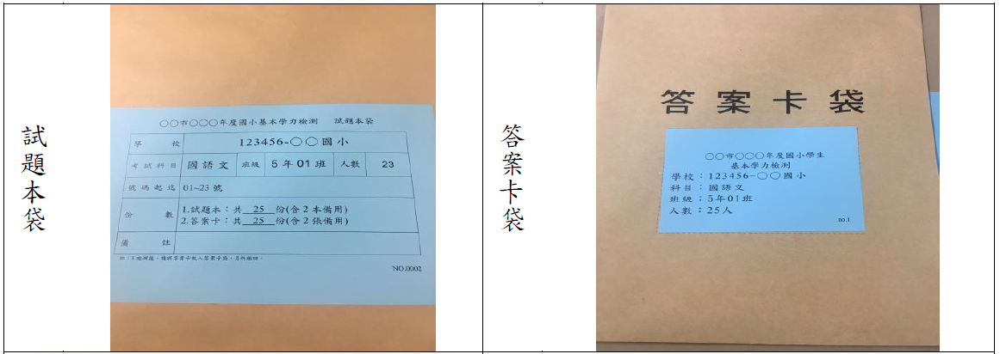 試題本袋
○○市○○○年度國小基本學力檢測 試題本袋
學校 123456-○○國小
考試科目 國語文 班級 5年01班 人數 23
號碼起迄 01~23號
份數 1.試題本：共 25 份(含2本備用)
2.答案卡：共 25 份(含2張備用)
備註
NO.0002
答案卡袋
答案卡袋
○○市○○○年度國小學生
基本學力檢測
學校：123456-○○國小
科目：國語文
班級：5年01班
人數：25人
no.1